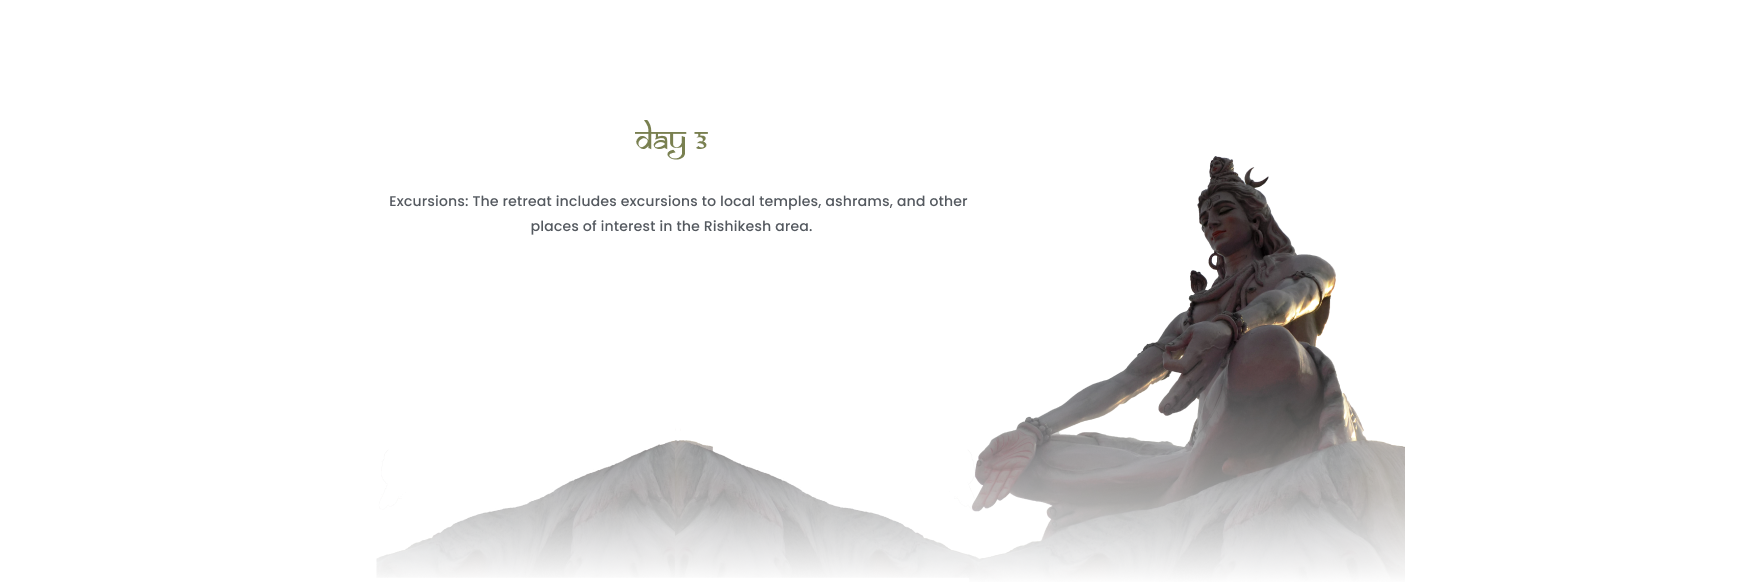 day 3
Excursions: The retreat includes excursions to local temples, ashrams, and other
places of interest in the Rishikesh area.